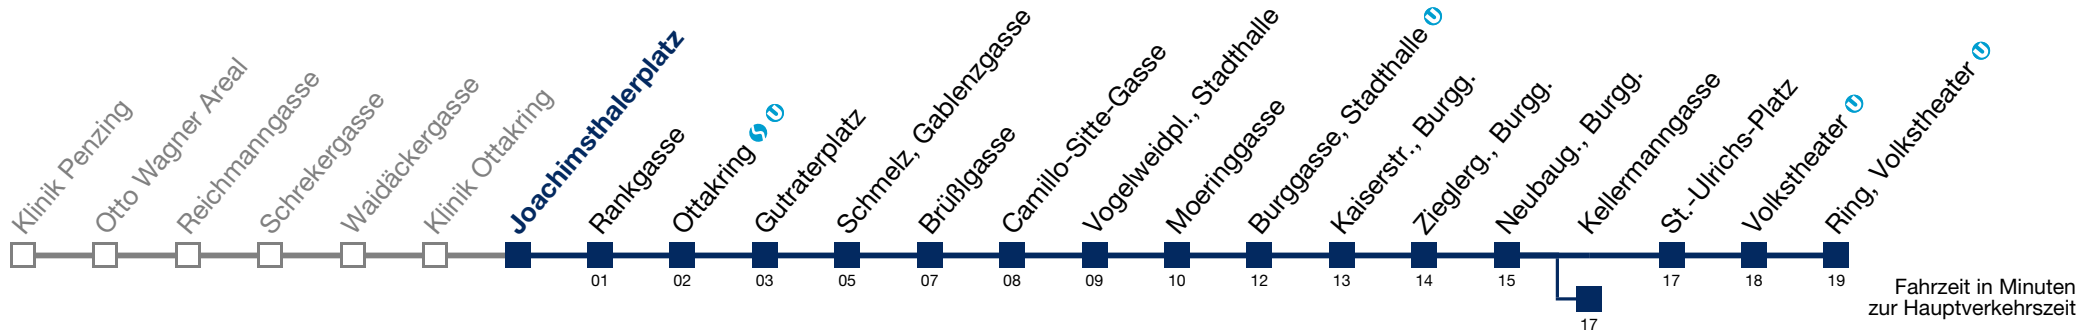 Klinik Penzing
Otto Wagner Areal
Reichmanngasse
Schrekergasse
Waidäckergasse
Klinik Ottakring
Joachimsthalerplatz
Rankgasse
Ottakring S U
Gutraterplatz
Schmelz, Gablenzgasse
Brüßlgasse
Camillo-Sitte-Gasse
Vogelweidpl., Stadthalle
Moeringgasse
Burggasse, Stadthalle U
Kaiserstr., Burgg.
Zieglerg., Burgg.
Neubaug., Burgg.
Kellermanngasse
St.-Ulrichs-Platz
Volkstheater U
Ring, Volkstheater U
01 02 03 05 07 08 09 10 12 13 14 15 17 18 19
17
Fahrzeit in Minuten
zur Hauptverkehrszeit